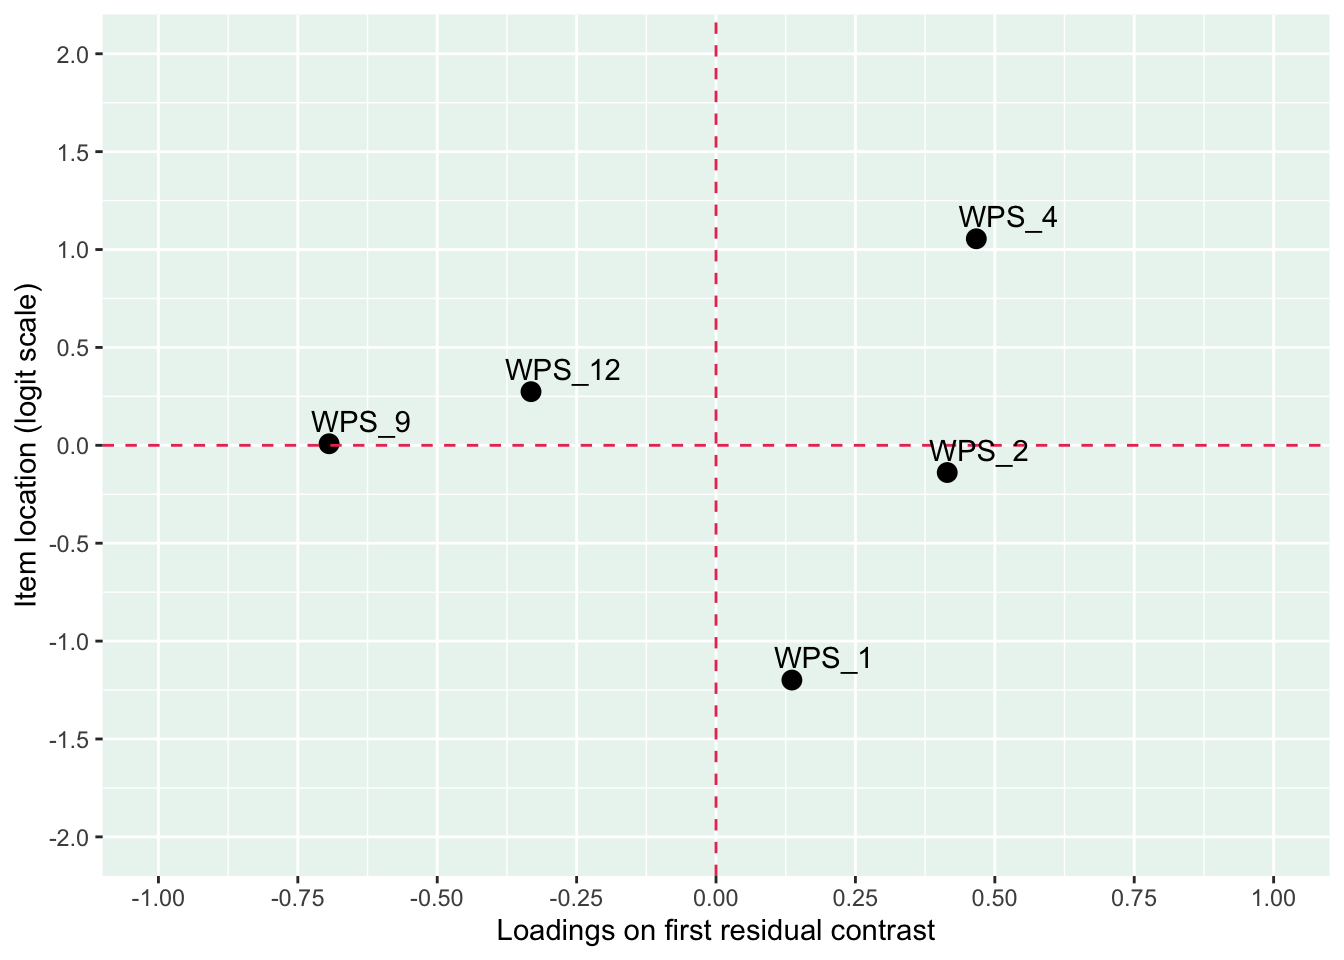 2.0
1.5
1.0
0.5
0.0
-0.5
-1.0
-1.5
-2.0
Item location (logit scale)
WPS_4
WPS_12
WPS_9
WPS_2
WPS_1
-1.00 -0.75 -0.50 -0.25 0.00 0.25 0.50 0.75 1.00
Loadings on first residual contrast